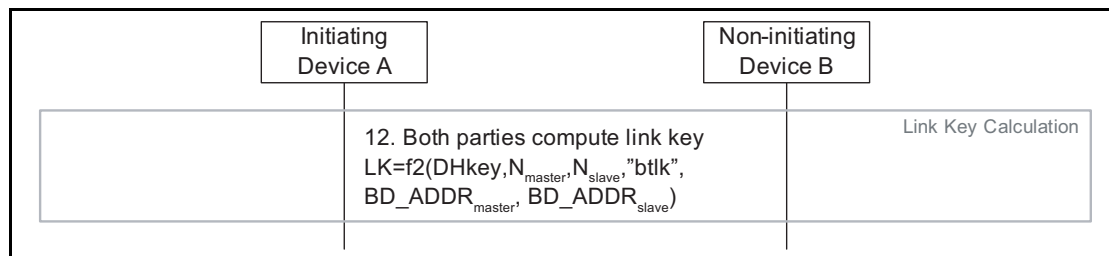 Initiating
Device A
Non-initiating
Device B
Link Key Calculation
12. Both parties compute link key
LK=f2(DHkey,Nmaster,Nslave,”btlk”,
BD_ADDRmaster, BD_ADDRslave)